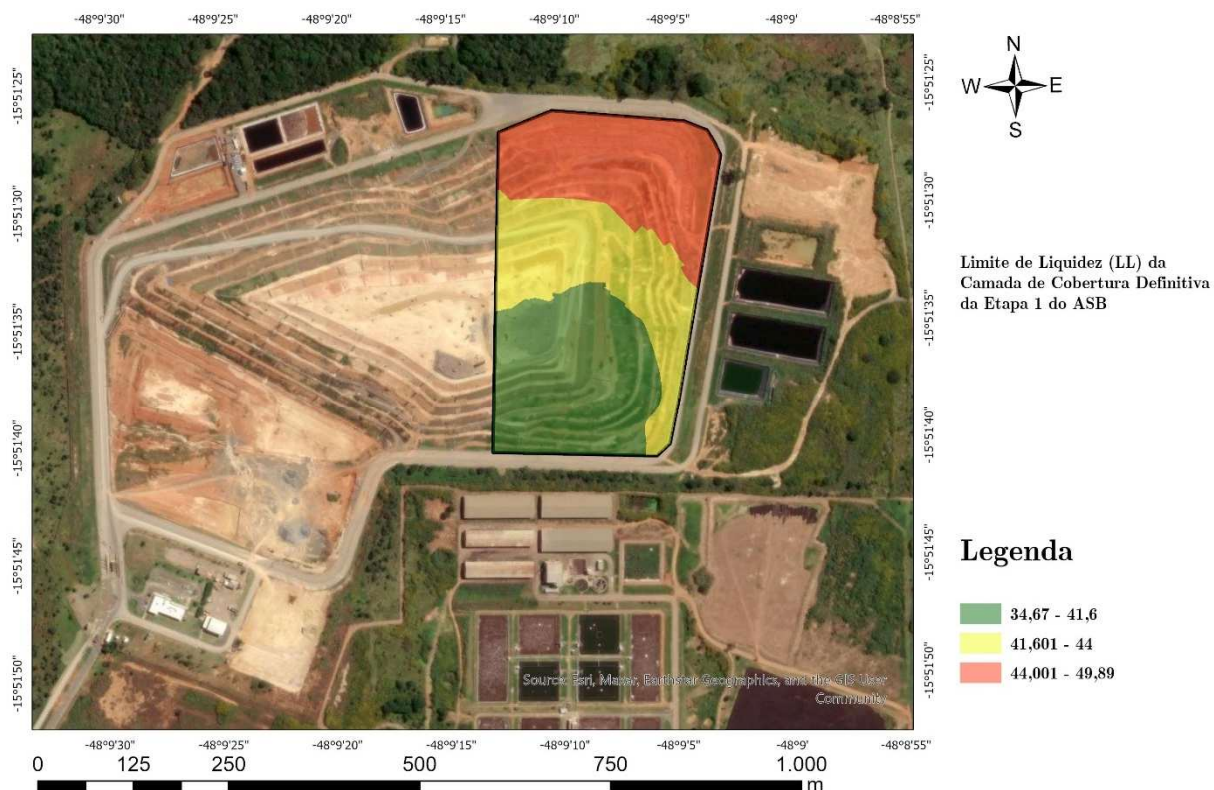 -48°9'30" -48°9'25" -48°9'20" -48°9'15" -48°9'10" -48°9'5" -48°9' -48°8'55"
-15°51'25"
-15°51'30"
-15°51'35"
-15°51'40"
-15°51'45"
-15°51'50"
-15°51'25"
-15°51'30"
-15°51'35"
-15°51'40"
-15°51'45"
-15°51'50"
Source: Esri, Maxar, Earthstar Geographics, and the GIS User
Community
-48°9'30" -48°9'25" -48°9'20" -48°9'15" -48°9'10" -48°9'5" -48°9' -48°8'55"
0 125 250 500 750 1.000
m
N
W E
S
Limite de Liquidez (LL) da
Camada de Cobertura Definitiva
da Etapa 1 do ASB
Legenda
34,67 - 41,6
41,601 - 44
44,001 - 49,89